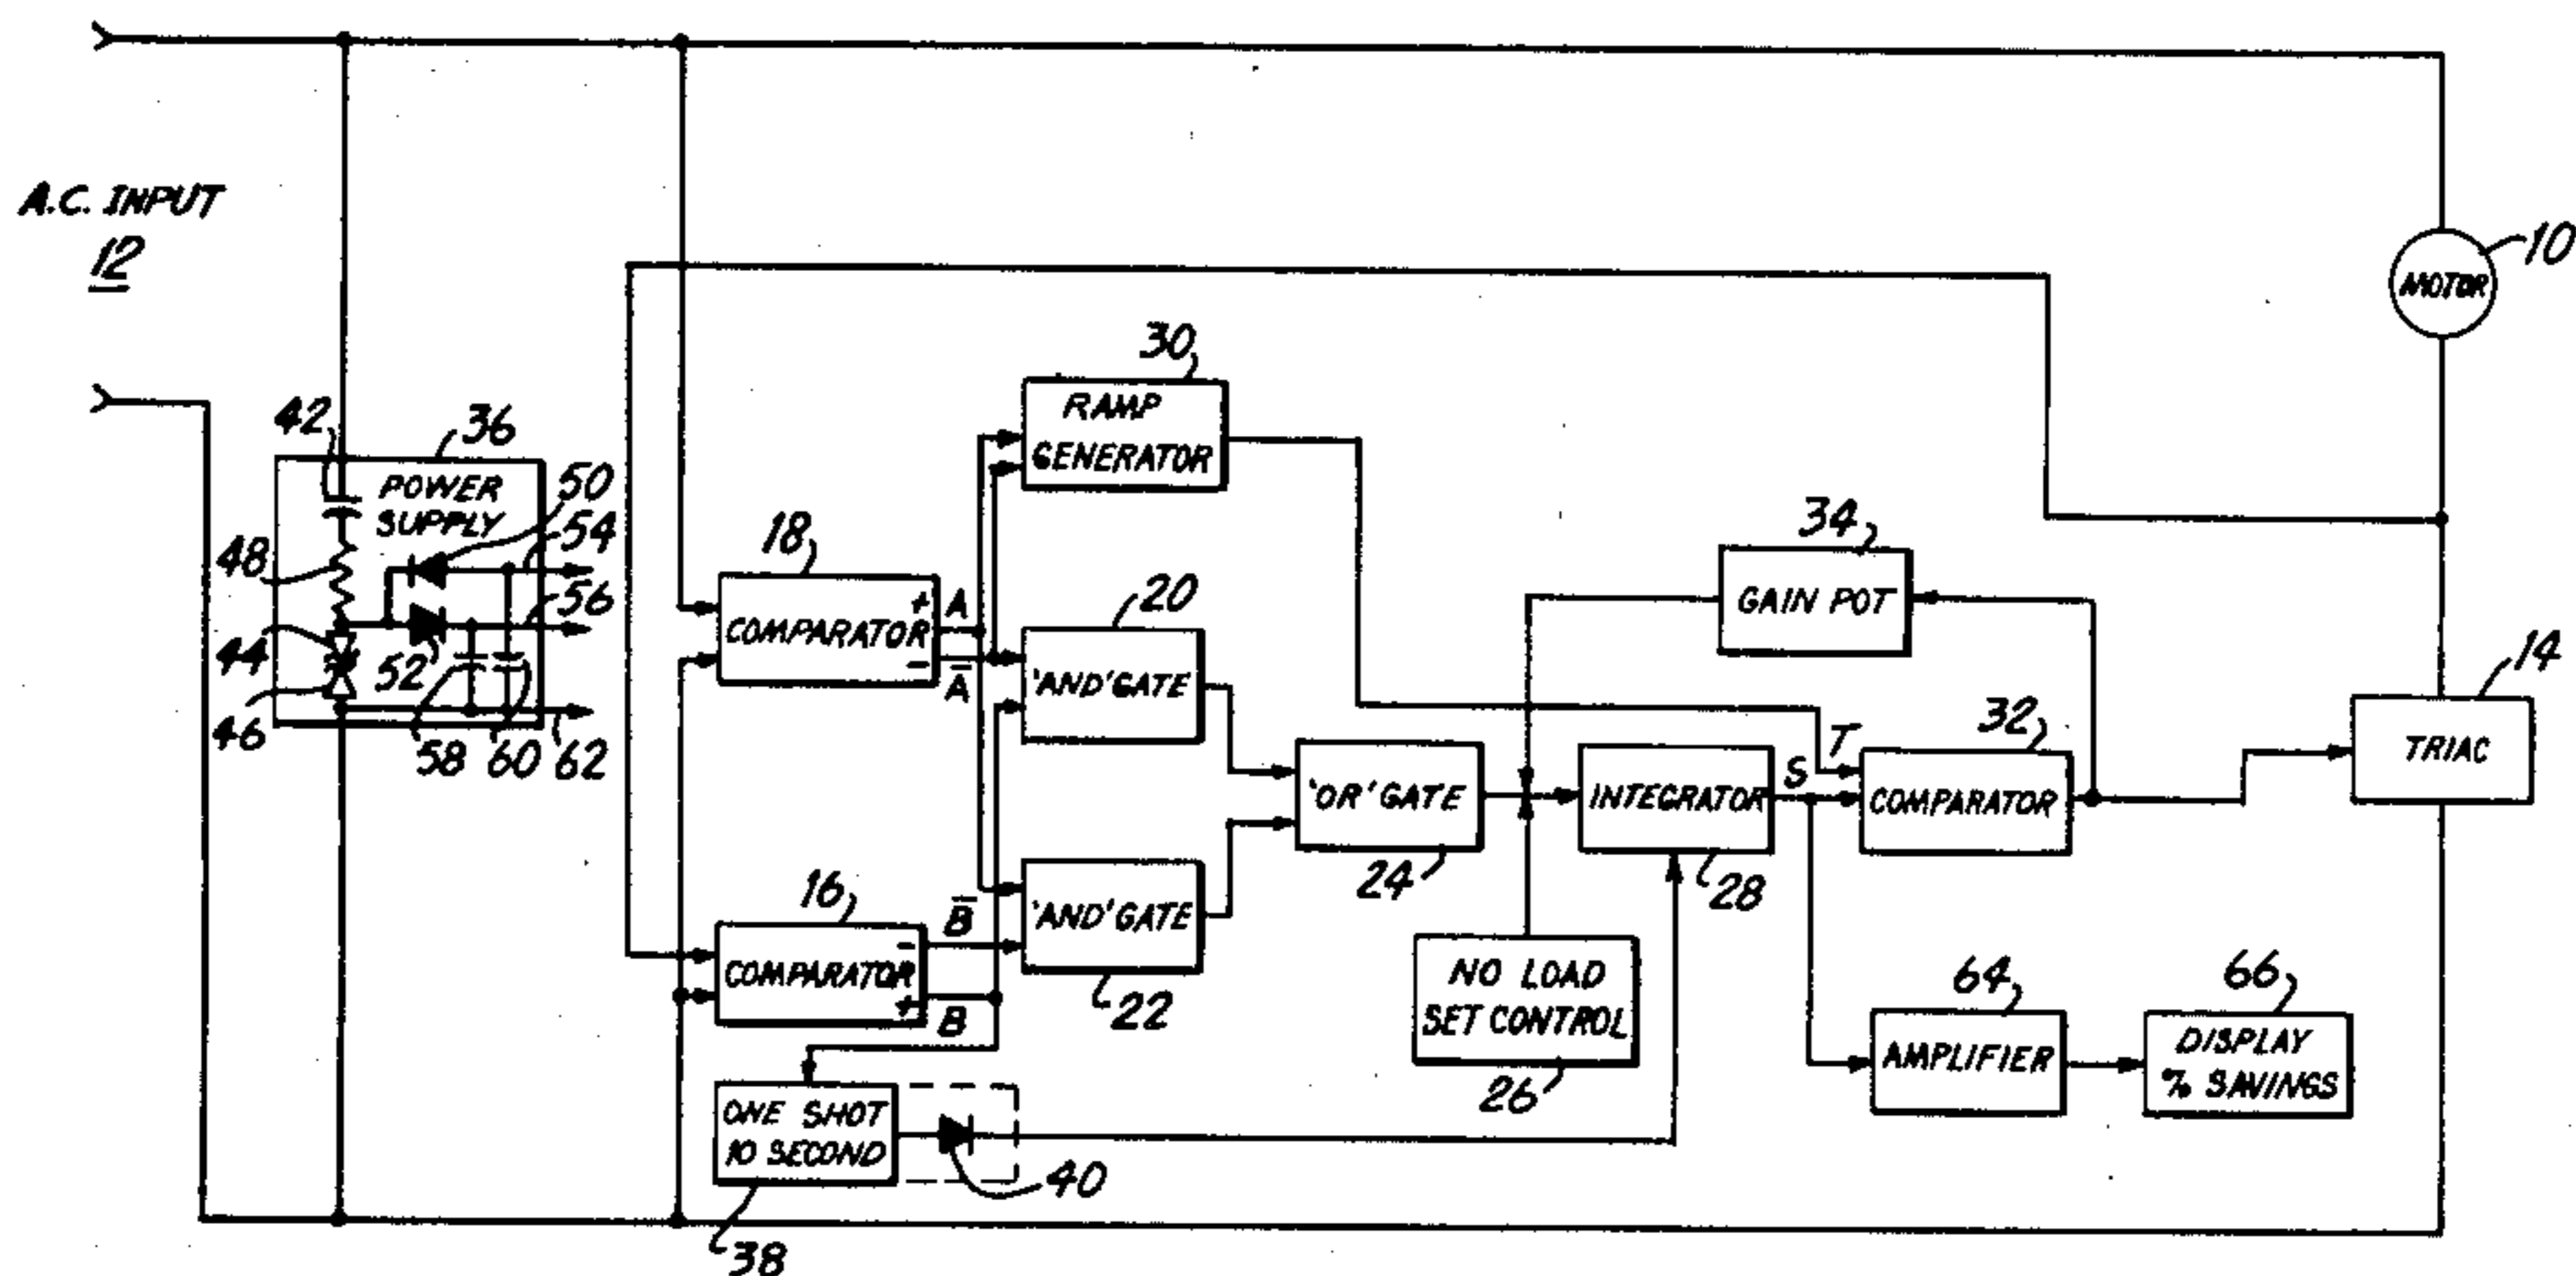 A.C. INPUT
12
MOTOR
10
42
36
POWER
SUPPLY
50
54
48
56
44
52
46
58
60
62
30
RAMP
GENERATOR
18
COMPARATOR
+
-
A
A̅
20
'AND' GATE
34
GAIN POT
14
TRIAC
32
COMPARATOR
T
S
'OR' GATE
24
INTEGRATOR
28
16
COMPARATOR
-
+
B̅
B
'AND' GATE
22
NO LOAD
SET CONTROL
26
64
AMPLIFIER
66
DISPLAY
% SAVINGS
ONE SHOT
10 SECOND
40
38